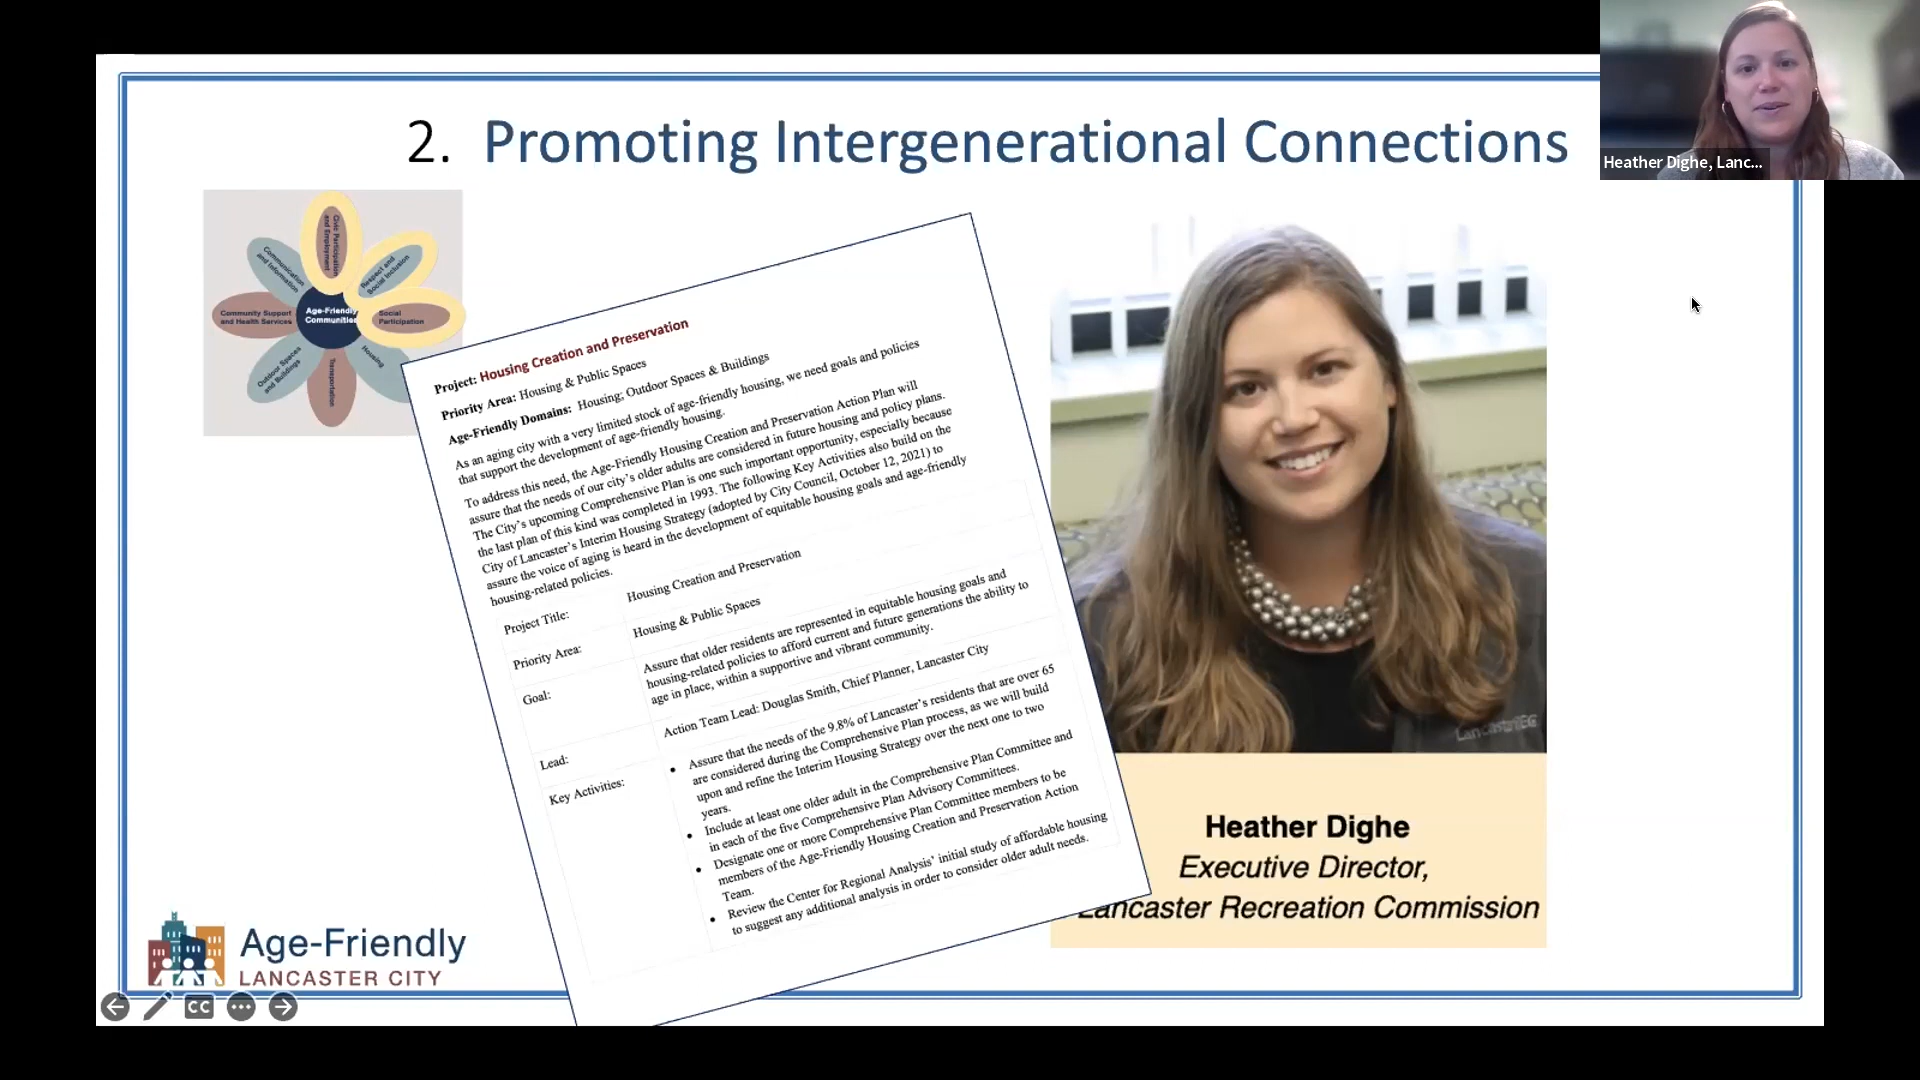 Heather Dighe, Lanc...
2. Promoting Intergenerational Connections
Civic Participation
and Employment
Respect and
Social Inclusion
Social
Participation
Housing
Transportation
Outdoor Spaces
and Buildings
Community Support
and Health Services
Communication
and Information
Age-Friendly
Communities
Project: Housing Creation and Preservation
Priority Area: Housing & Public Spaces
Age-Friendly Domains: Housing; Outdoor Spaces & Buildings
As an aging city with a very limited stock of age-friendly housing, we need goals and policies
that support the development of age-friendly housing.
To address this need, the Age-Friendly Housing Creation and Preservation Action Plan will
assure that the needs of our city's older adults are considered in future housing and policy plans.
The City's upcoming Comprehensive Plan is one such important opportunity, especially because
the last plan of this kind was completed in 1993. The following Key Activities also build on the
City of Lancaster's Interim Housing Strategy (adopted by City Council, October 12, 2021) to
assure the voice of aging is heard in the development of equitable housing goals and age-friendly
housing-related policies.
Project Title: Housing Creation and Preservation
Priority Area: Housing & Public Spaces
Goal: Assure that older residents are represented in equitable housing goals and
housing-related policies to afford current and future generations the ability to
age in place, within a supportive and vibrant community.
Lead: Action Team Lead: Douglas Smith, Chief Planner, Lancaster City
Key Activities: • Assure that the needs of the 9.8% of Lancaster's residents that are over 65
are considered during the Comprehensive Plan process, as we will build
upon and refine the Interim Housing Strategy over the next one to two
years.
• Include at least one older adult in the Comprehensive Plan Committee and
in each of the five Comprehensive Plan Advisory Committees.
• Designate one or more Comprehensive Plan Committee members to be
members of the Age-Friendly Housing Creation and Preservation Action
Team.
• Review the Center for Regional Analysis' initial study of affordable housing
to suggest any additional analysis in order to consider older adult needs.
Heather Dighe
Executive Director,
Lancaster Recreation Commission
Age-Friendly
LANCASTER CITY
CC